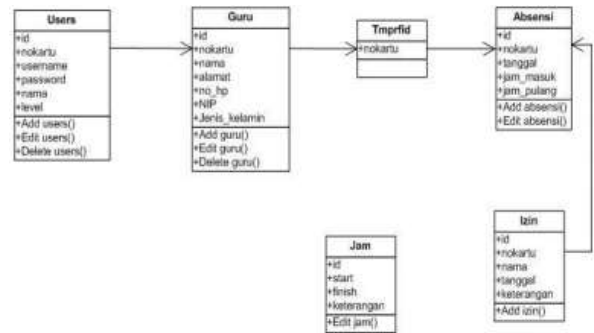 Users
+id
+nokartu
+username
+password
+nama
+level
+Add users()
+Edit users()
+Delete users()
Guru
+id
+nokartu
+nama
+alamat
+no_hp
+NIP
+Jenis_kelamin
+Add guru()
+Edit guru()
+Delete guru()
Tmprfid
+nokartu
Absensi
+id
+nokartu
+tanggal
+jam_masuk
+jam_pulang
+Add absensi()
+Edit absensi()
Jam
+id
+start
+finish
+keterangan
+Edit jam()
Izin
+id
+nokartu
+nama
+tanggal
+keterangan
+Add izin()